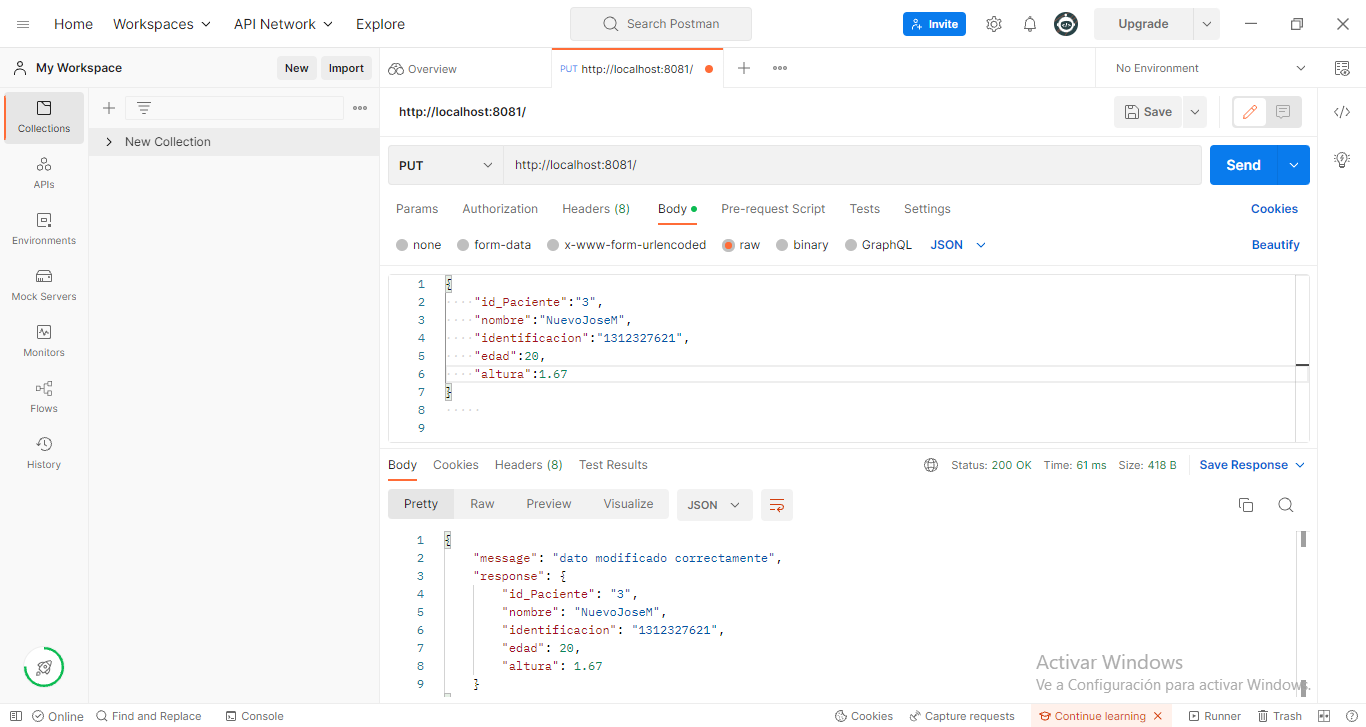 Home Workspaces API Network Explore Search Postman Invite Upgrade
My Workspace New Import Overview PUT http://localhost:8081/ No Environment
Collections
APIs
Environments
Mock Servers
Monitors
Flows
History
New Collection
http://localhost:8081/ Save
PUT http://localhost:8081/ Send
Params Authorization Headers (8) Body Pre-request Script Tests Settings Cookies
none form-data x-www-form-urlencoded raw binary GraphQL JSON Beautify
1 {
2 "id_Paciente":"3",
3 "nombre":"NuevoJoseM",
4 "identificacion":"1312327621",
5 "edad":20,
6 "altura":1.67
7 }
8
9
Body Cookies Headers (8) Test Results Status: 200 OK Time: 61 ms Size: 418 B Save Response
Pretty Raw Preview Visualize JSON
1 {
2 "message": "dato modificado correctamente",
3 "response": {
4 "id_Paciente": "3",
5 "nombre": "NuevoJoseM",
6 "identificacion": "1312327621",
7 "edad": 20,
8 "altura": 1.67
9 }
Activar Windows
Ve a Configuración para activar Windows.
Online Find and Replace Console Cookies Capture requests Continue learning Runner Trash